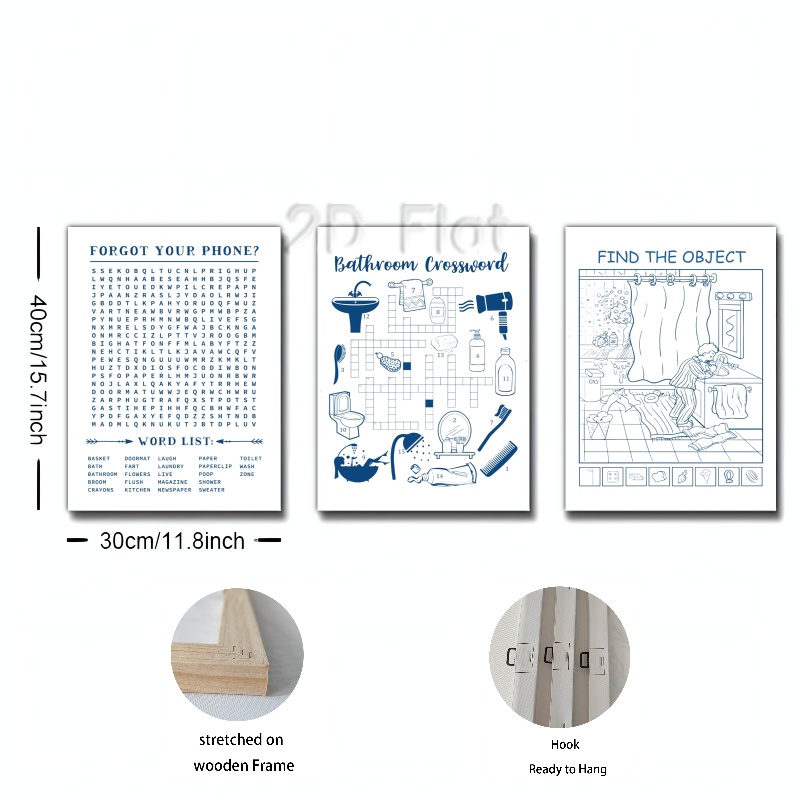 2D Flat
FORGOT YOUR PHONE?
S S E K O B Q L T U C N L P R I G H U P
L W Q N H A A B E S E A H H B J Q S F E
I Y E T O U E D K W P I L C R E P A P N
J P A A N Z R A S L J Y D A O L R W J I
G B D D T L K P A H Y O R U Q Q F W U Z
V A R T N E A W B V R W G P M W B P Z A
P Y N U E P R H M N W B Q L I V E F S G
N X M R E L S D Y G F W A J B C K N G A
O N M R C C I Z L P T T V J R O O G B M
B I G H A T F O N F F M L A B Y F T Z Z
N E H C T I K L T L K J A V A W C Q F V
P E W E S Q N G U U U W M R Z M K M K L T
H U Z T D X D I O S F O C O D I W B O N
P S F O P A P E R L H M J U O N R B W R
N O J L A X L Q A K Y A F Y T R R H E W
D O O R M A T U W W J E Q R W C H W R U
Z A R P H U G T R A F Q X S T P O T S T
G A S T I H E P I H H F Q C B H W F A C
Y P D F G A X Y E F Q D Z Z S H T N D B
M A D M L Q K N U K U T J B T D P L U V
WORD LIST:
BASKET DOORMAT LAUGH PAPER TOILET
BATH FART LAUNDRY PAPERCLIP WASH
BATHROOM FLOWERS LIVE POOP ZONE
BROOM FLUSH MAGAZINE SHOWER
CRAYONS KITCHEN NEWSPAPER SWEATER
Bathroom Crossword
7
12
8
6
13
3
5
4
11
10
2
7
9
15
14
1
FIND THE OBJECT
40cm/15.7inch
30cm/11.8inch
stretched on
wooden Frame
Hook
Ready to Hang